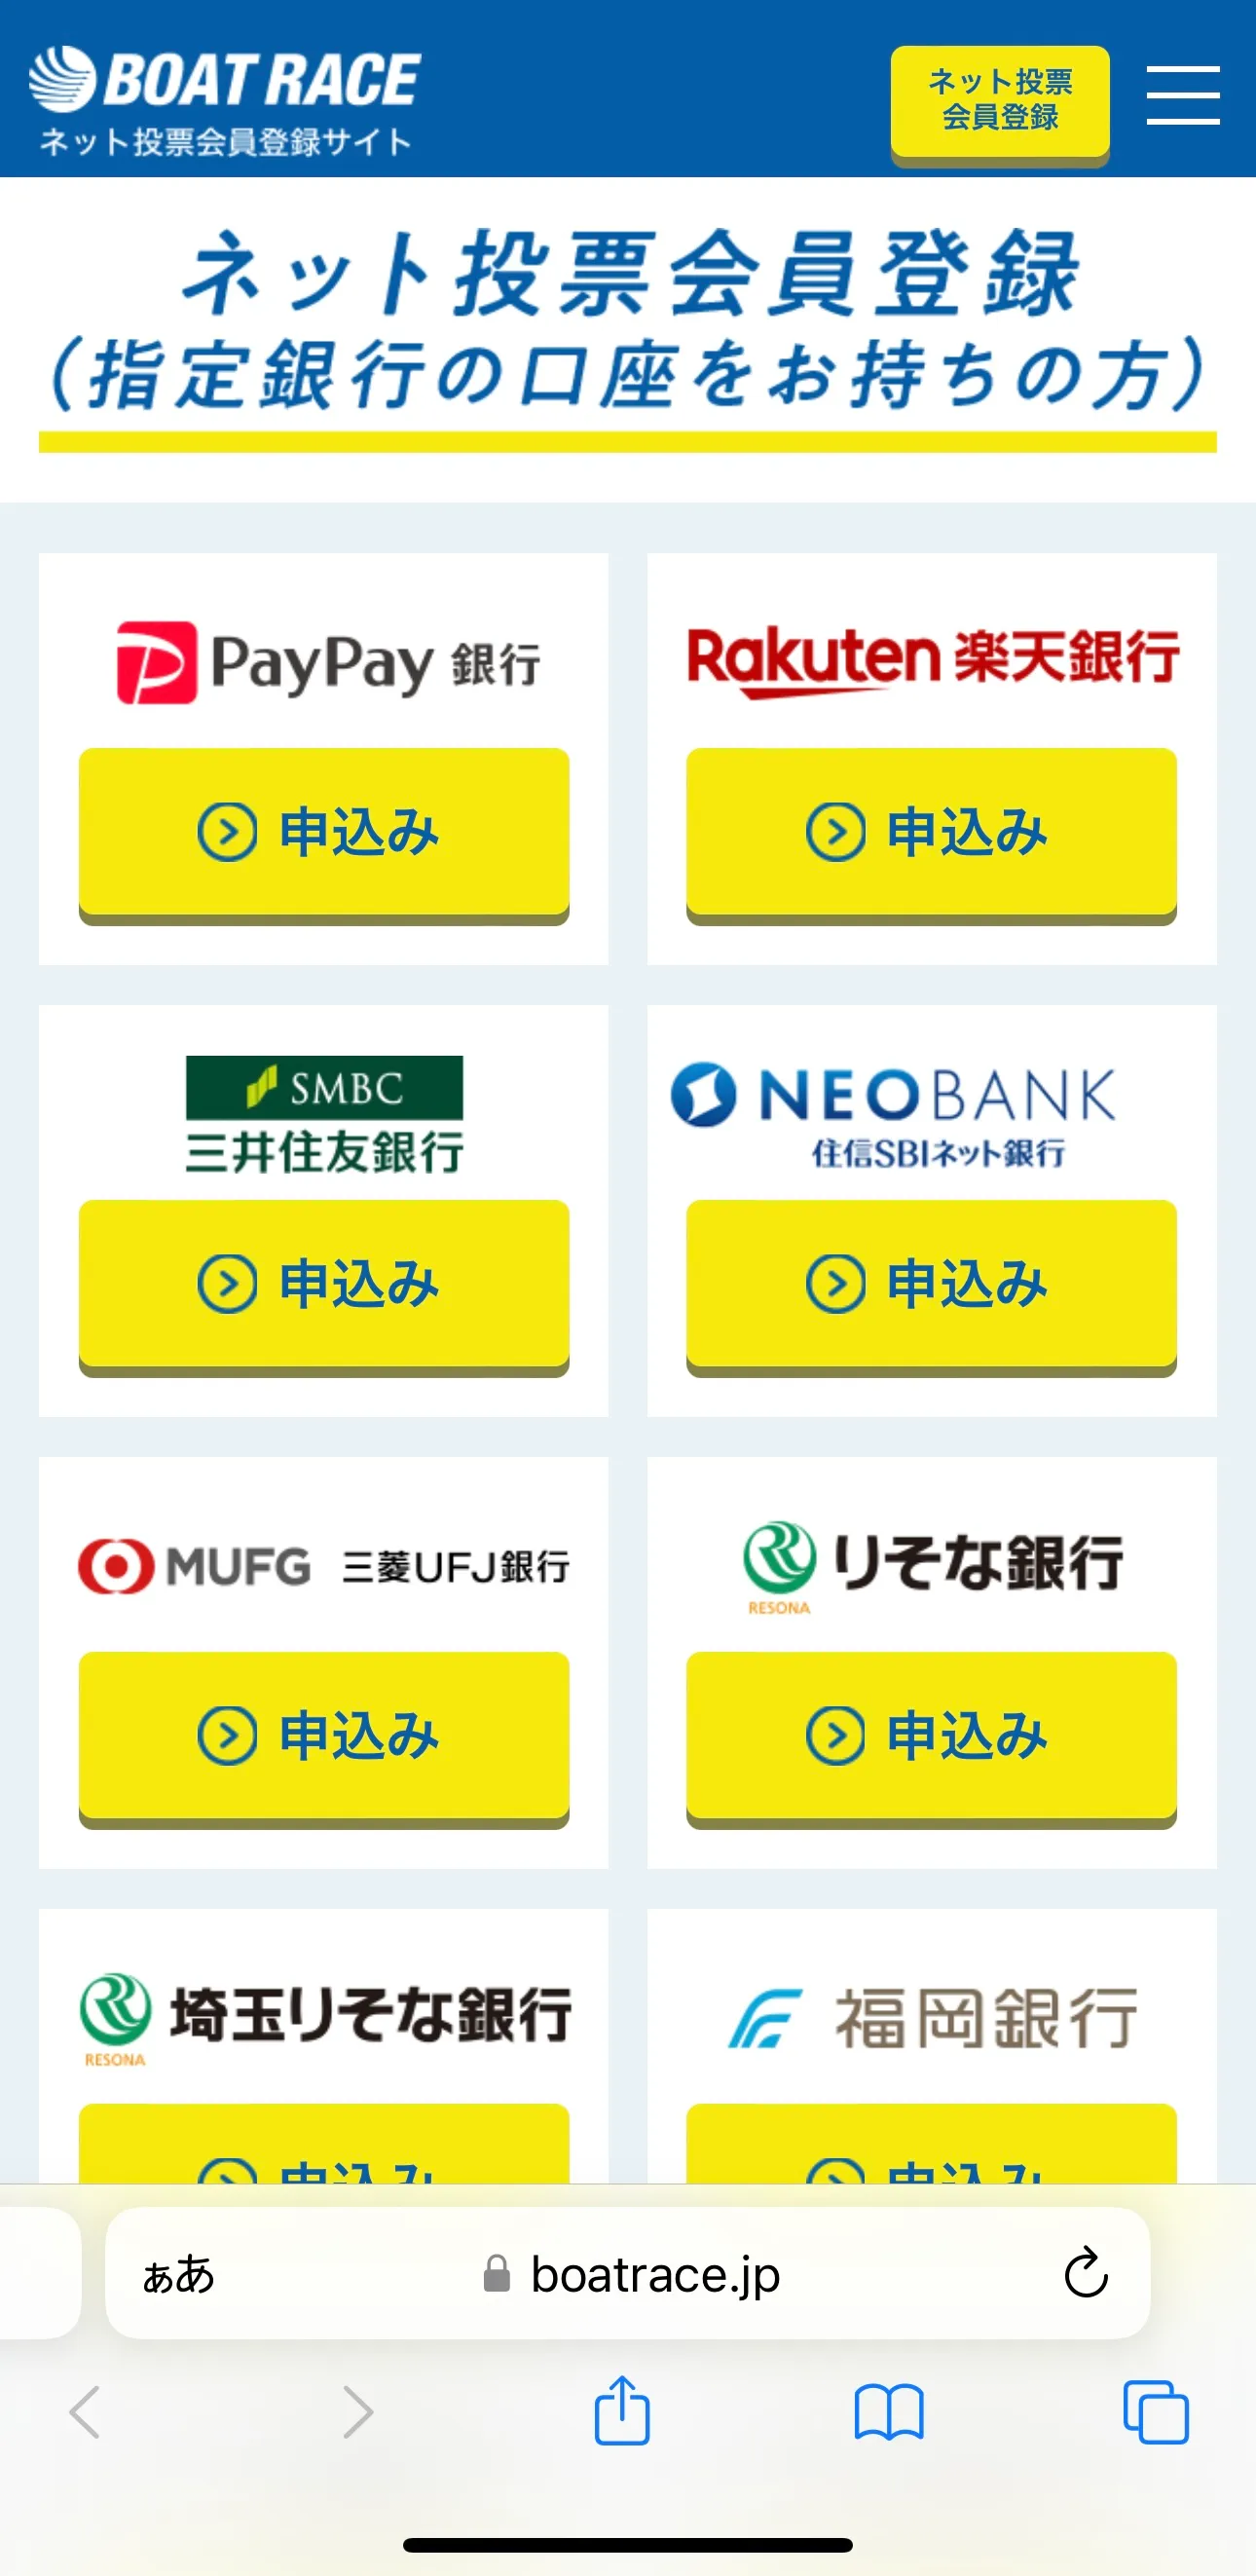 BOAT RACE
ネット投票会員登録サイト
ネット投票
会員登録
ネット投票会員登録
（指定銀行の口座をお持ちの方）
PayPay 銀行
Rakuten 楽天銀行
申込み
申込み
SMBC
三井住友銀行
NEOBANK
住信SBIネット銀行
申込み
申込み
MUFG 三菱UFJ銀行
RESONA
りそな銀行
申込み
申込み
RESONA
埼玉りそな銀行
福岡銀行
申込み
申込み
ぁあ
boatrace.jp